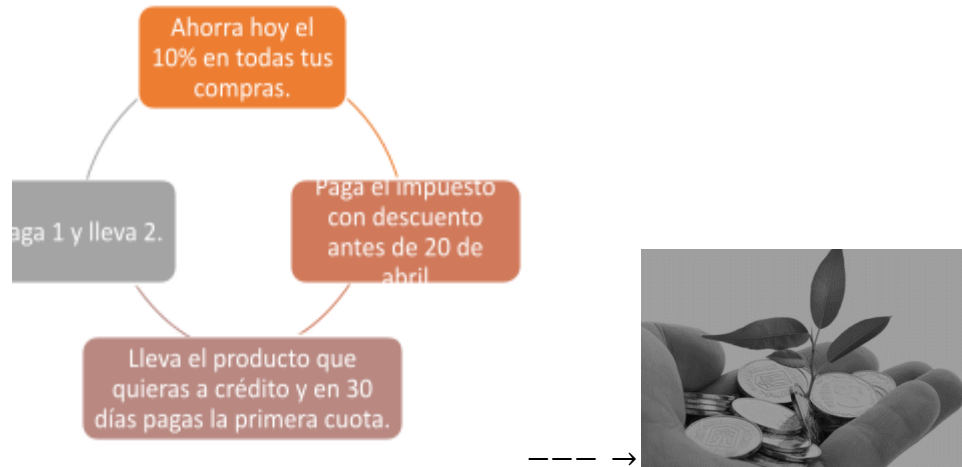 Ahorra hoy el
10% en todas tus
compras.
Paga el impuesto
con descuento
antes de 20 de
abril
aga 1 y lleva 2.
Lleva el producto que
quieras a crédito y en 30
días pagas la primera cuota.